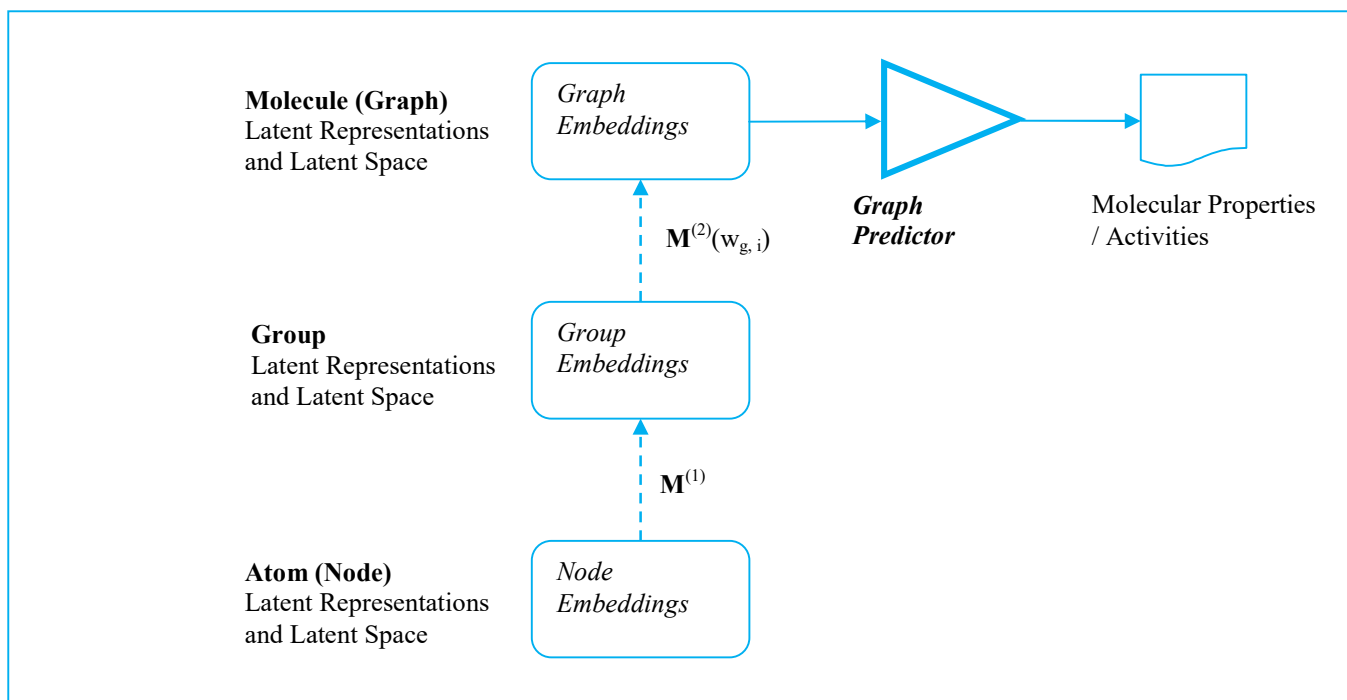 Molecule (Graph)
Latent Representations
and Latent Space
Graph
Embeddings
Graph
Predictor
Molecular Properties
/ Activities
M(2)(wg, i)
Group
Latent Representations
and Latent Space
Group
Embeddings
M(1)
Atom (Node)
Latent Representations
and Latent Space
Node
Embeddings